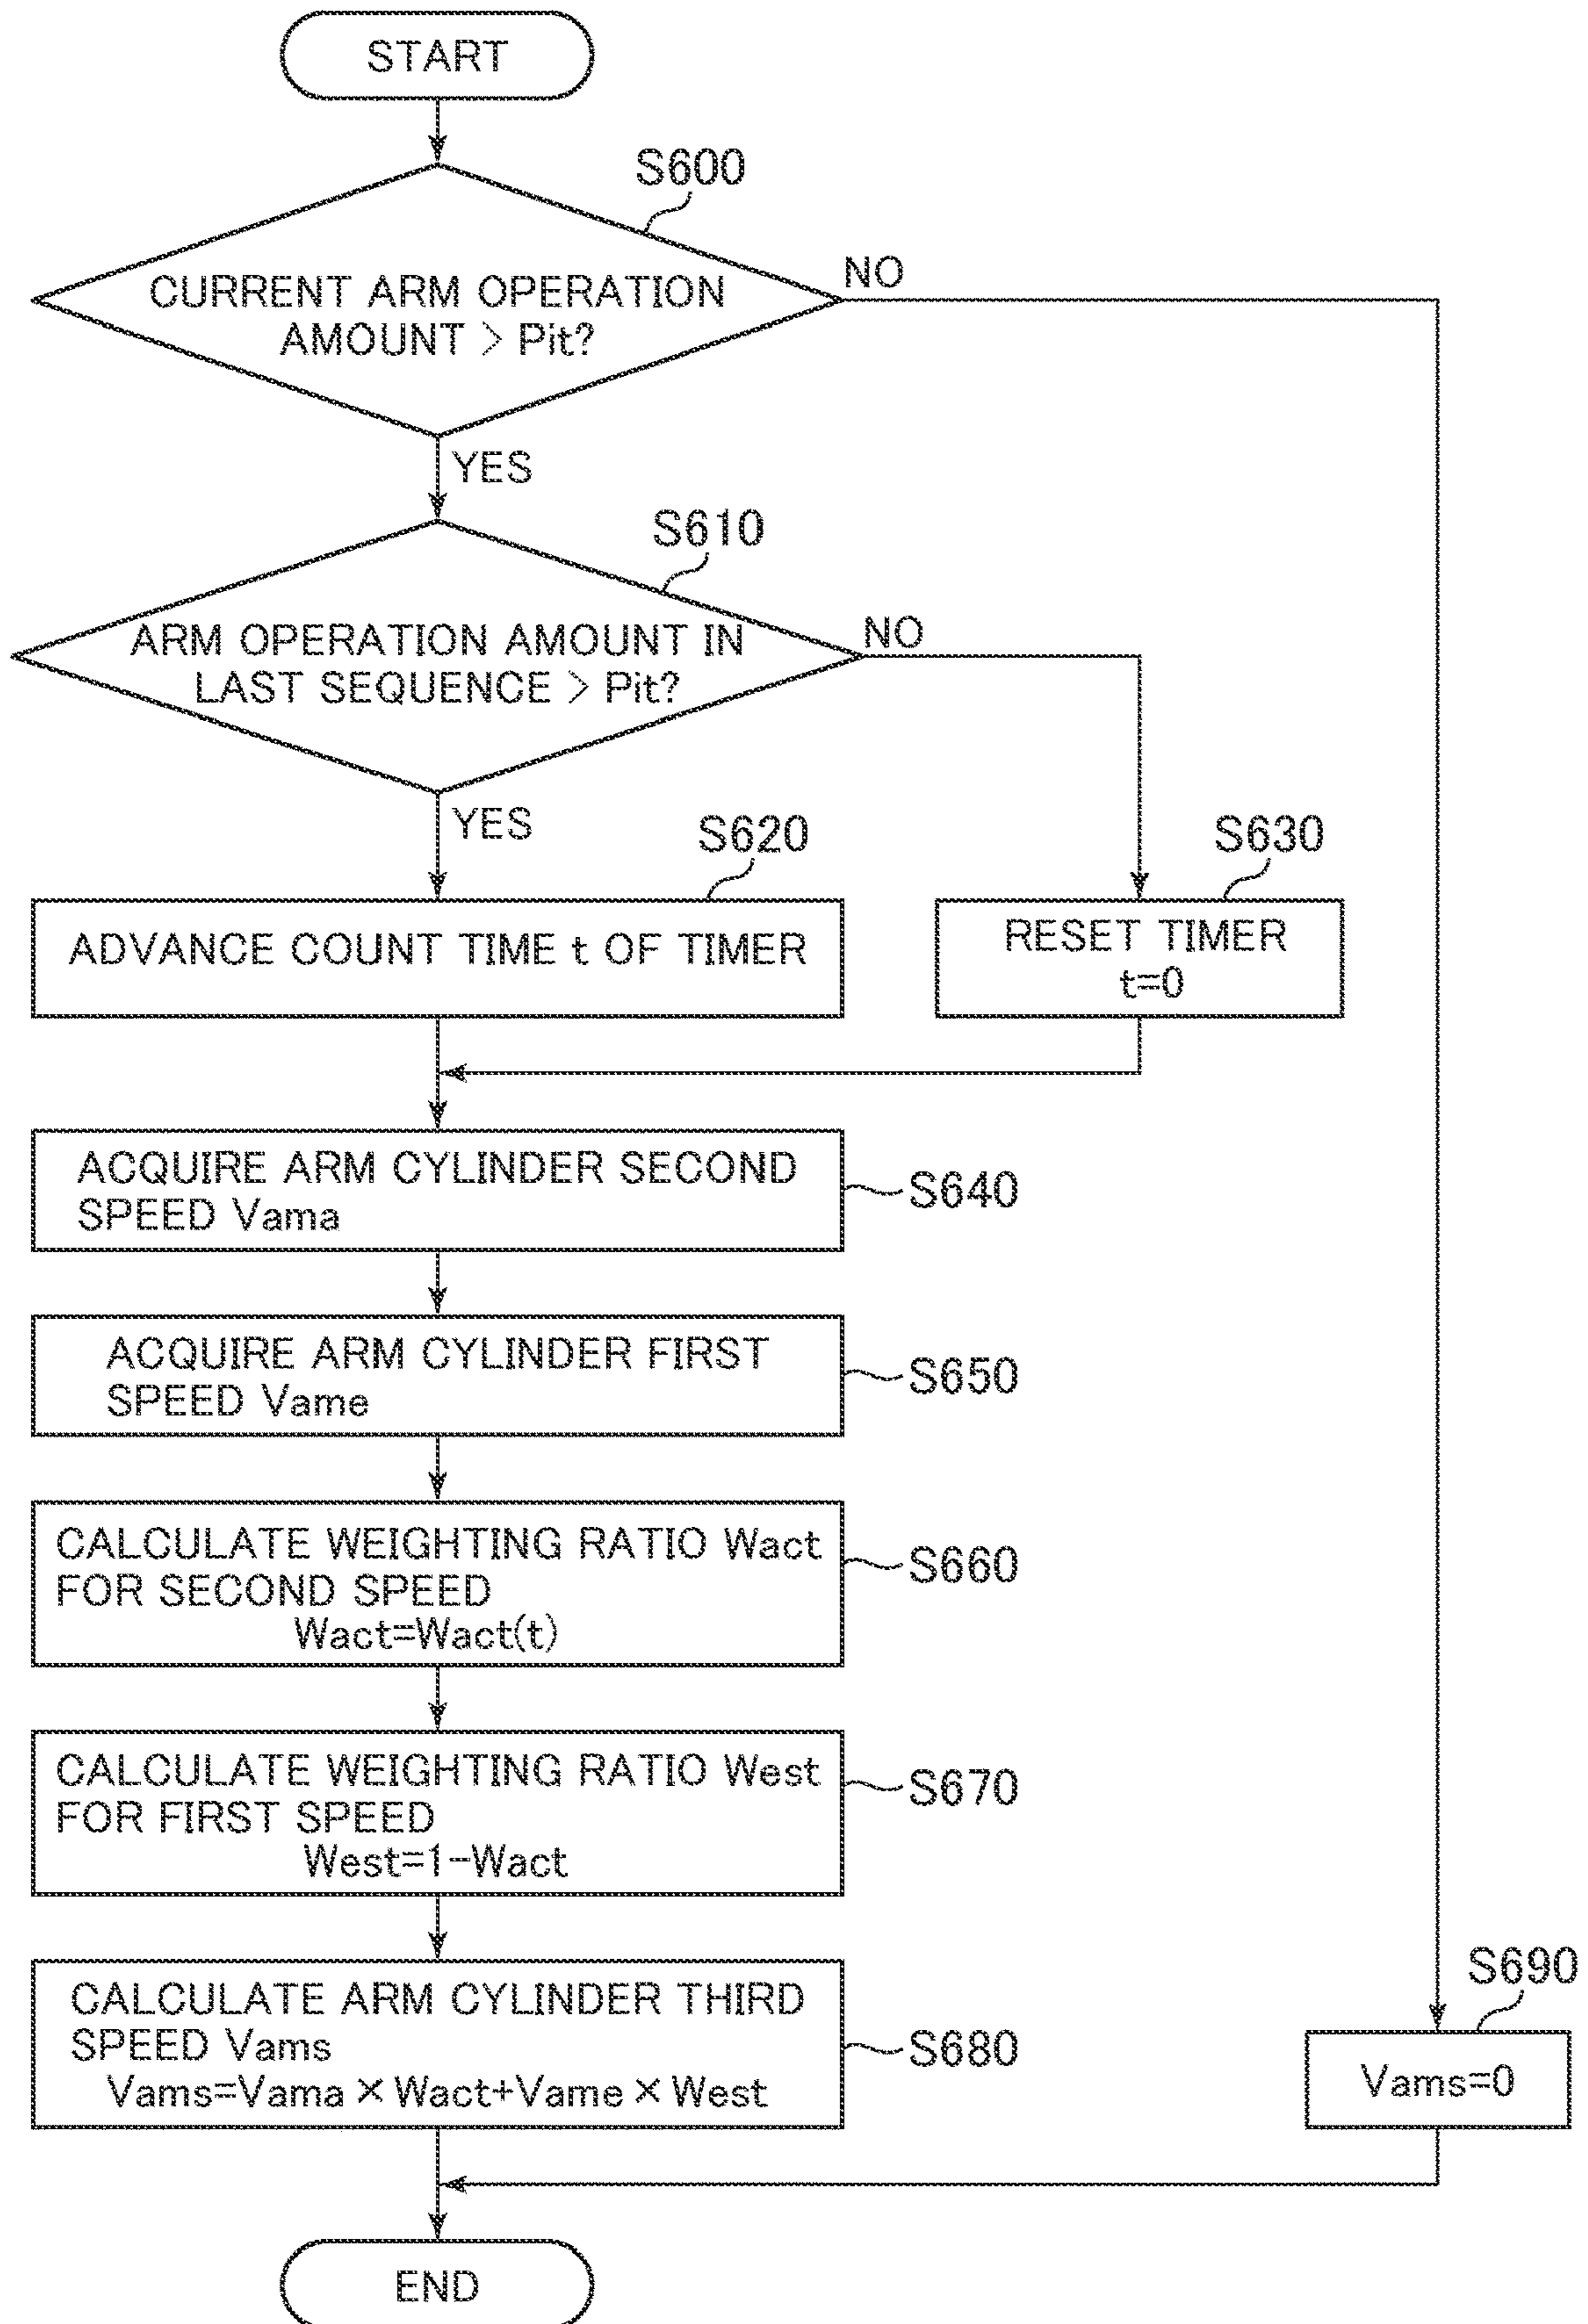 START
S600
CURRENT ARM OPERATION
AMOUNT > Pit?
NO
YES
S610
ARM OPERATION AMOUNT IN
LAST SEQUENCE > Pit?
NO
YES
S620
ADVANCE COUNT TIME t OF TIMER
S630
RESET TIMER
t=0
ACQUIRE ARM CYLINDER SECOND
SPEED Vama
S640
ACQUIRE ARM CYLINDER FIRST
SPEED Vame
S650
CALCULATE WEIGHTING RATIO Wact
FOR SECOND SPEED
Wact=Wact(t)
S660
CALCULATE WEIGHTING RATIO West
FOR FIRST SPEED
West=1-Wact
S670
CALCULATE ARM CYLINDER THIRD
SPEED Vams
Vams=Vama × Wact+Vame × West
S680
S690
Vams=0
END